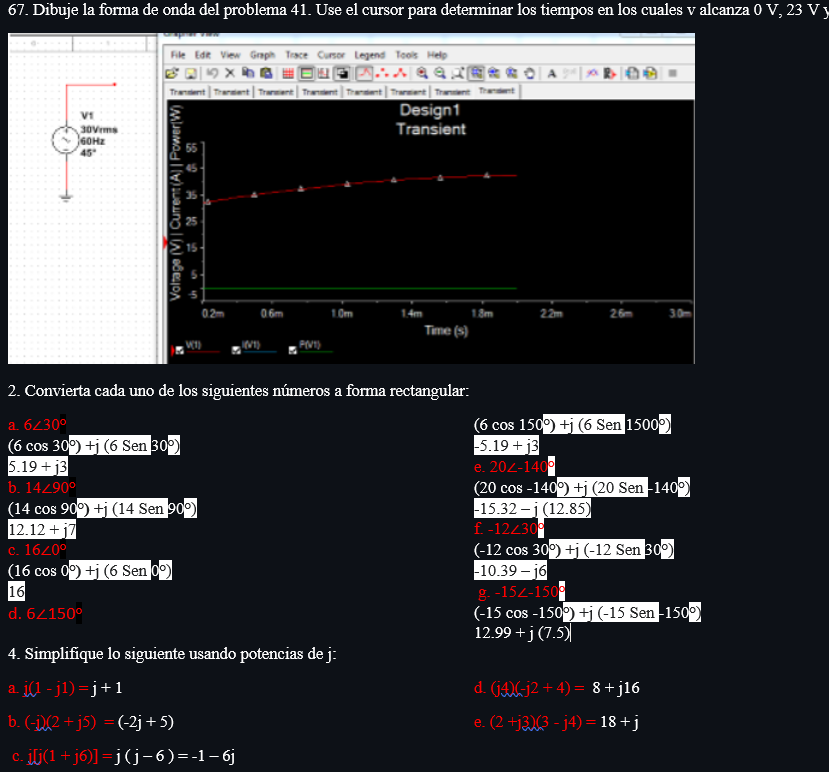 67. Dibuje la forma de onda del problema 41. Use el cursor para determinar los tiempos en los cuales v alcanza 0 V, 23 V y
File Edit View Graph Trace Cursor Legend Tools Help
Transient Transient Transient Transient Transient Transient Transient Transient
Design1
Transient
V1
30Vrms
60Hz
45°
Voltage (V) | Current (A) | Power(W)
55
45
35
25
15
5
-5
0.2m 0.6m 1.0m 1.4m 1.8m 2.2m 2.6m 3.0m
Time (s)
V(1) I(V1) P(V1)
2. Convierta cada uno de los siguientes números a forma rectangular:
a. 6∠30°
(6 cos 30°) +j (6 Sen 30°)
5.19 + j3
b. 14∠90°
(14 cos 90°) +j (14 Sen 90°)
12.12 + j7
c. 16∠0°
(16 cos 0°) +j (6 Sen 0°)
16
d. 6∠150°
(6 cos 150°) +j (6 Sen 1500°)
-5.19 + j3
e. 20∠-140°
(20 cos -140°) +j (20 Sen -140°)
-15.32 – j (12.85)
f. -12∠30°
(-12 cos 30°) +j (-12 Sen 30°)
-10.39 – j6
g. -15∠-150°
(-15 cos -150°) +j (-15 Sen -150°)
12.99 + j (7.5)
4. Simplifique lo siguiente usando potencias de j:
a. j(1 - j1) = j + 1
b. (-j)(2 + j5) = (-2j + 5)
c. j[j(1 + j6)] = j ( j – 6 ) = -1 – 6j
d. (j4)(-j2 + 4) = 8 + j16
e. (2 +j3)(3 - j4) = 18 + j